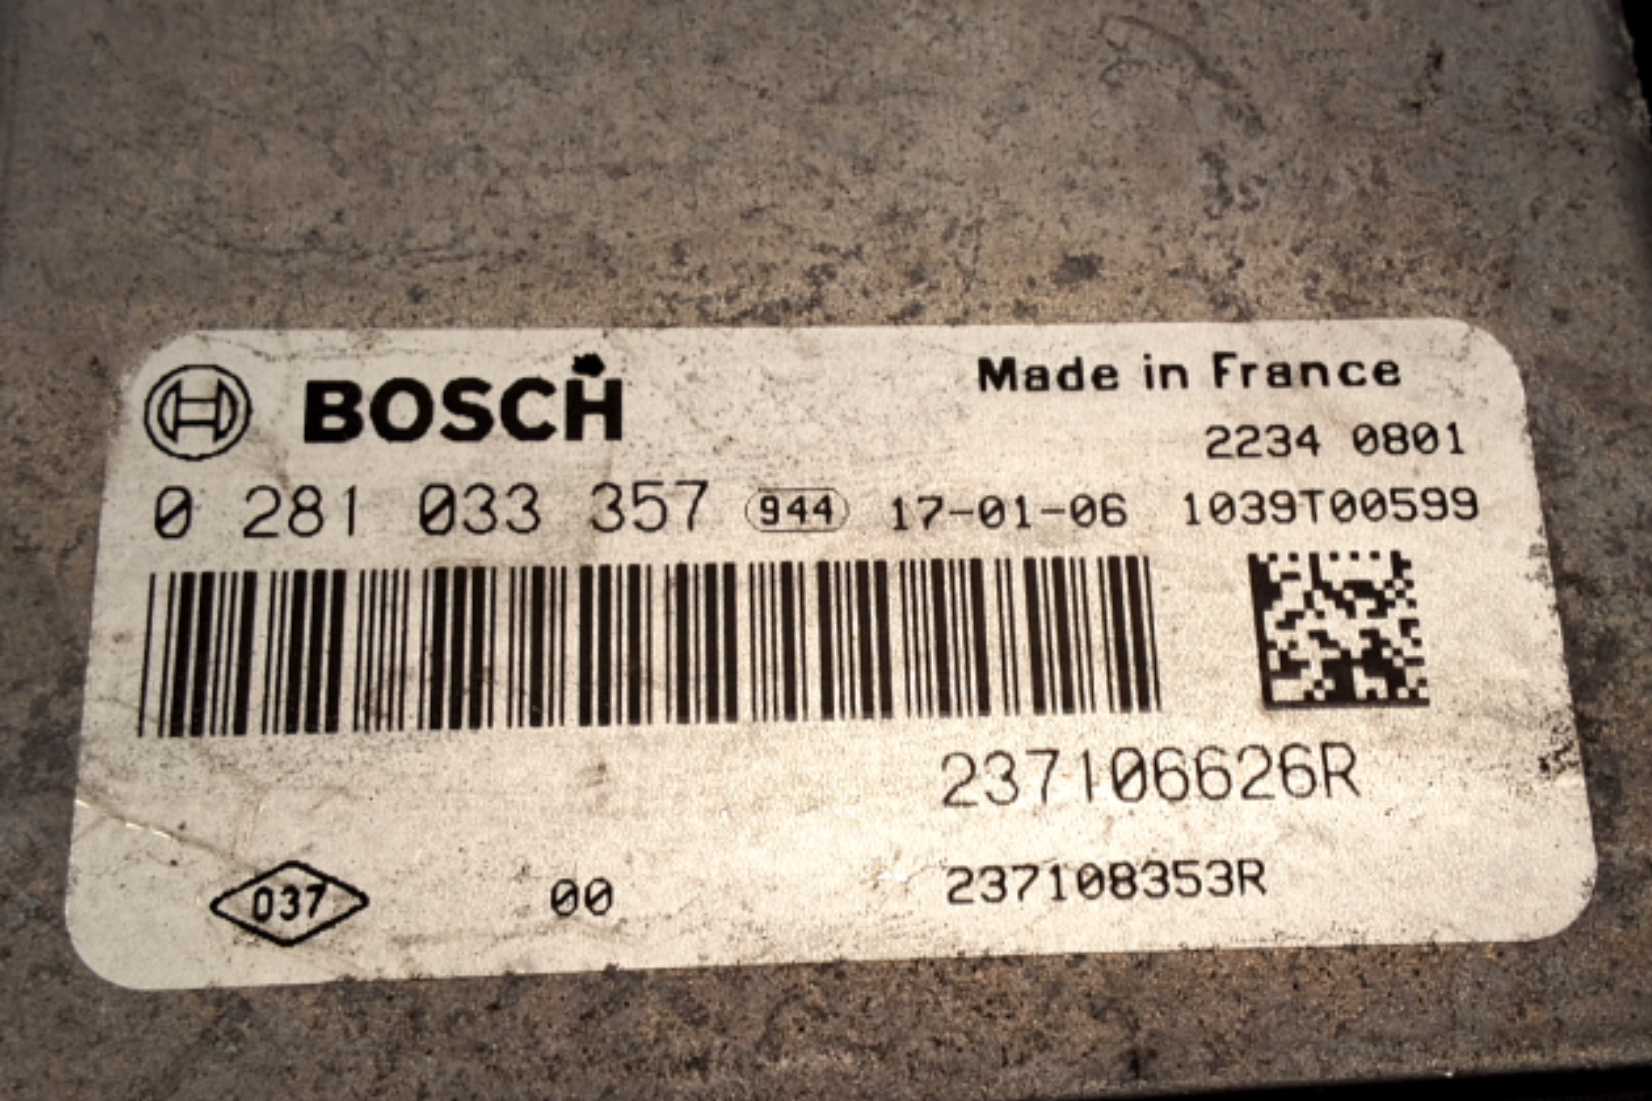 BOSCH
Made in France
2234 0801
0 281 033 357 944 17-01-06 1039T00599
237106626R
037 00 237108353R